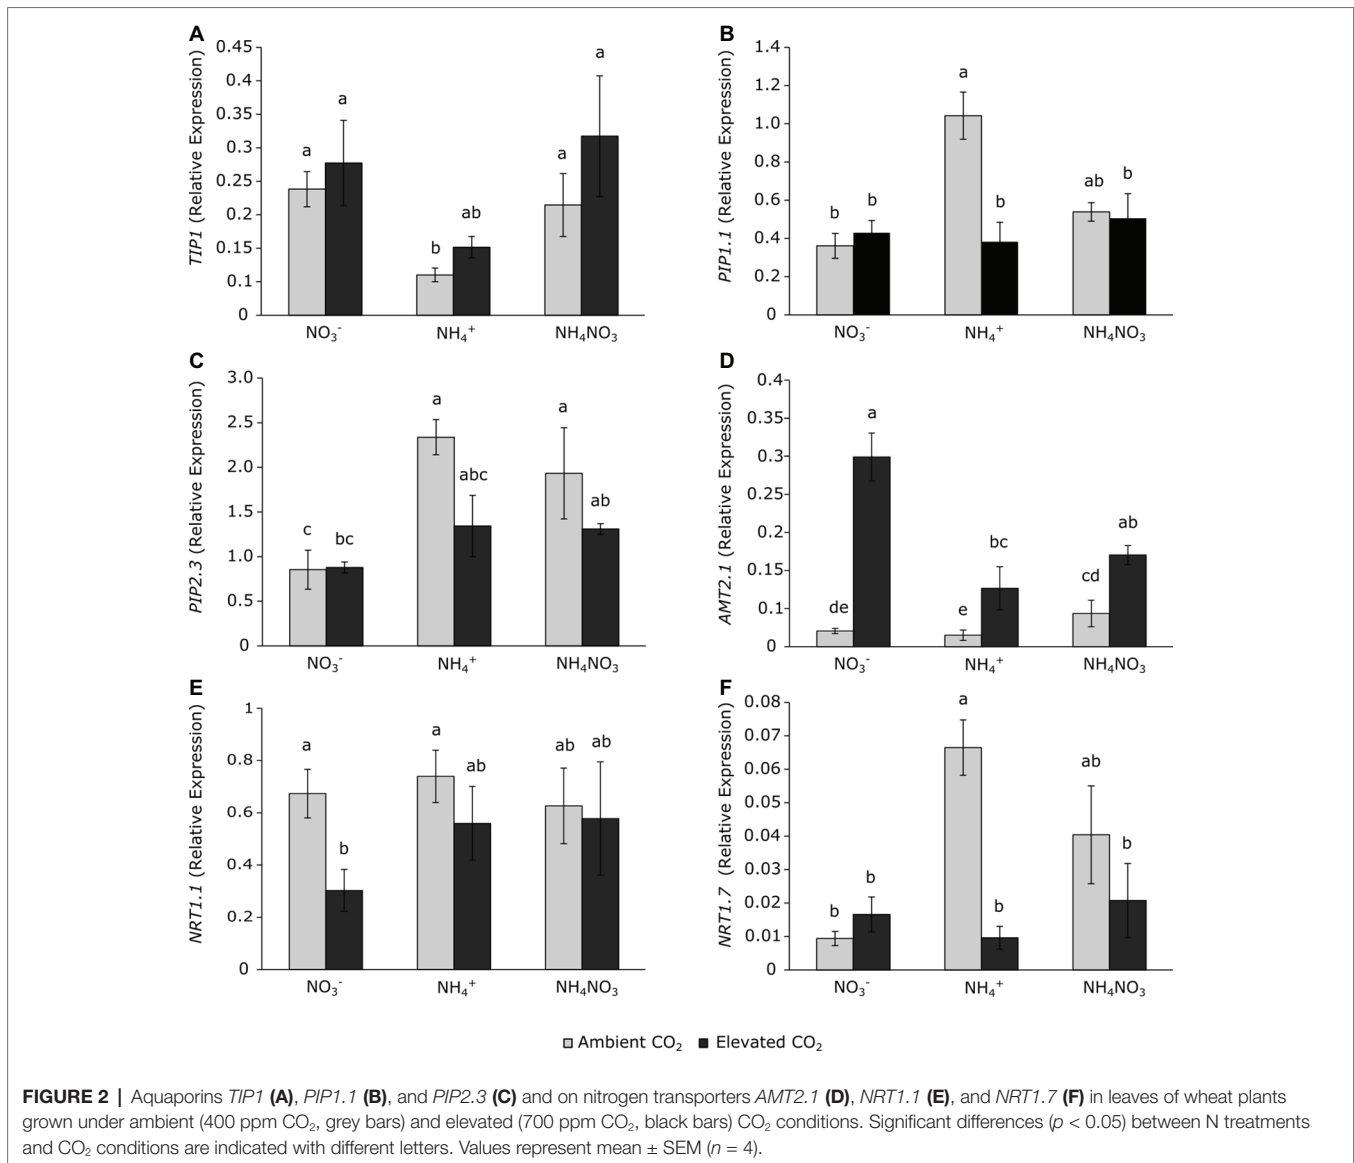 A
TIP1 (Relative Expression)
0.45
0.4
0.35
0.3
0.25
0.2
0.15
0.1
0
a
a
b
ab
a
a
NO3-
NH4+
NH4NO3
B
PIP1.1 (Relative Expression)
1.4
1.2
1.0
0.8
0.6
0.4
0.2
0
b
b
a
b
ab
b
NO3-
NH4+
NH4NO3
C
PIP2.3 (Relative Expression)
3.0
2.5
2.0
1.5
1.0
0.5
0
c
bc
a
abc
a
ab
NO3-
NH4+
NH4NO3
D
AMT2.1 (Relative Expression)
0.4
0.35
0.3
0.2
0.15
0.1
0
de
a
e
bc
cd
ab
NO3-
NH4+
NH4NO3
E
NRT1.1 (Relative Expression)
1
0.8
0.6
0.4
0.2
0
a
b
a
ab
ab
ab
NO3-
NH4+
NH4NO3
F
NRT1.7 (Relative Expression)
0.08
0.07
0.06
0.05
0.04
0.03
0.02
0.01
0
b
b
a
b
ab
b
NO3-
NH4+
NH4NO3
Ambient CO2 Elevated CO2
FIGURE 2 | Aquaporins TIP1 (A), PIP1.1 (B), and PIP2.3 (C) and on nitrogen transporters AMT2.1 (D), NRT1.1 (E), and NRT1.7 (F) in leaves of wheat plants
grown under ambient (400 ppm CO2, grey bars) and elevated (700 ppm CO2, black bars) CO2 conditions. Significant differences (p < 0.05) between N treatments
and CO2 conditions are indicated with different letters. Values represent mean ± SEM (n = 4).